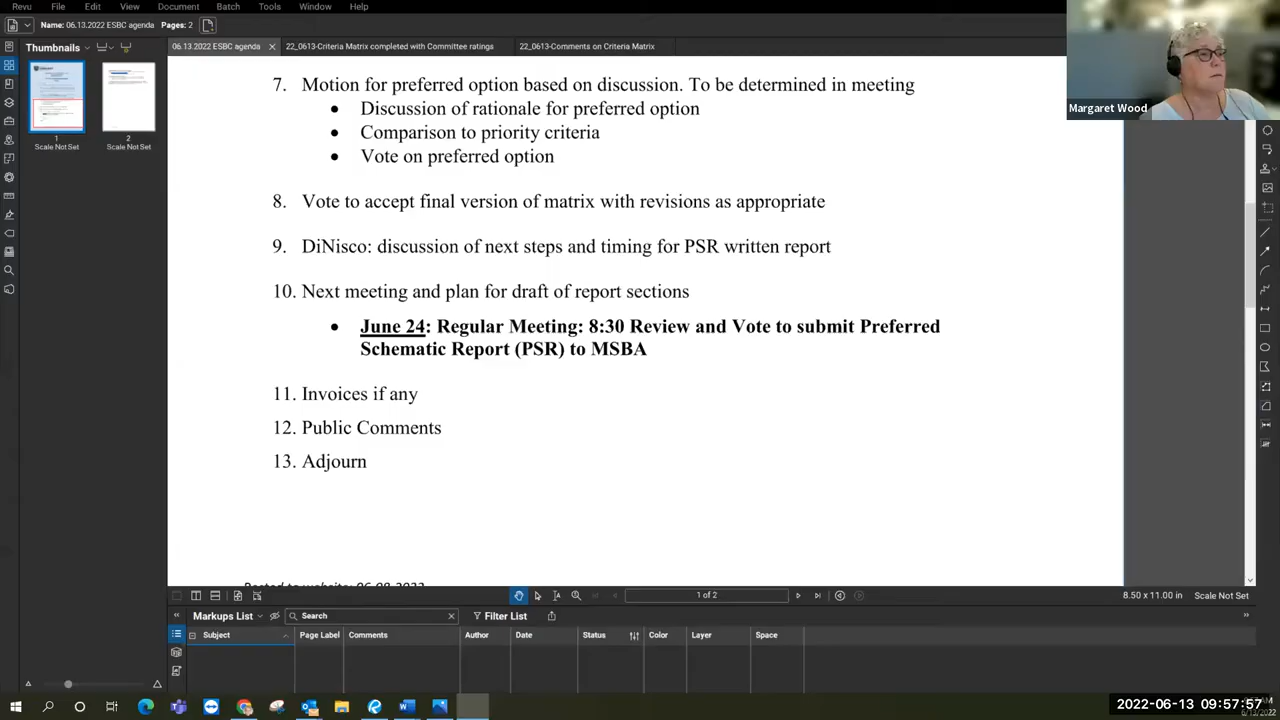 Revu File Edit View Document Batch Tools Window Help
Name: 06.13.2022 ESBC agenda Pages: 2
Thumbnails
06.13.2022 ESBC agenda 22_0613-Criteria Matrix completed with Committee ratings 22_0613-Comments on Criteria Matrix
Margaret Wood
1 2
Scale Not Set Scale Not Set
7. Motion for preferred option based on discussion. To be determined in meeting
• Discussion of rationale for preferred option
• Comparison to priority criteria
• Vote on preferred option
8. Vote to accept final version of matrix with revisions as appropriate
9. DiNisco: discussion of next steps and timing for PSR written report
10. Next meeting and plan for draft of report sections
• June 24: Regular Meeting: 8:30 Review and Vote to submit Preferred
Schematic Report (PSR) to MSBA
11. Invoices if any
12. Public Comments
13. Adjourn
Posted to website: 06-08-2022
1 of 2 8.50 x 11.00 in Scale Not Set
Markups List Search Filter List
Subject Page Label Comments Author Date Status Color Layer Space
2022-06-13 09:57:57